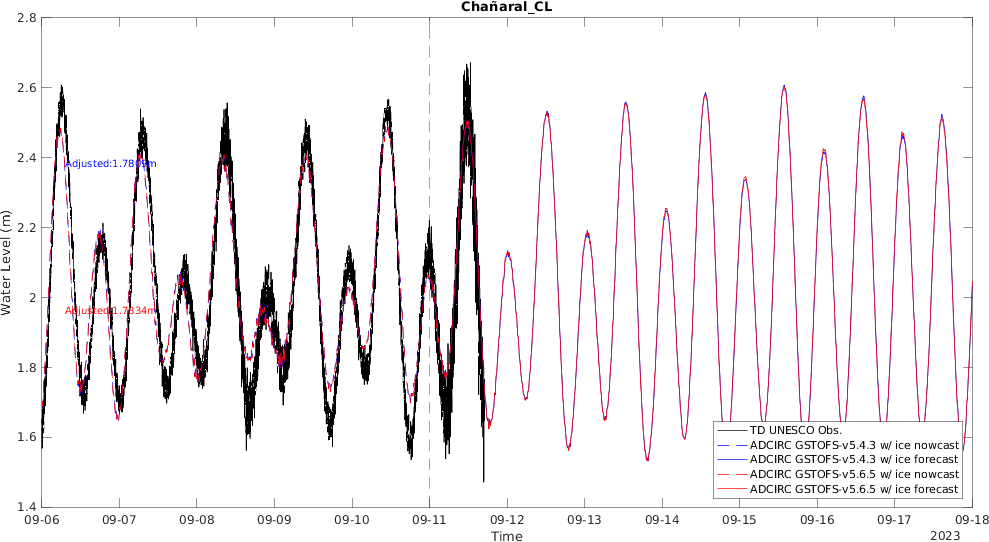 Chañaral_CL
2.8
2.6
2.4
2.2
2
1.8
1.6
1.4
Water Level (m)
Adjusted:1.7809m
Adjusted:1.7334m
TD UNESCO Obs.
ADCIRC GSTOFS-v5.4.3 w/ ice nowcast
ADCIRC GSTOFS-v5.4.3 w/ ice forecast
ADCIRC GSTOFS-v5.6.5 w/ ice nowcast
ADCIRC GSTOFS-v5.6.5 w/ ice forecast
09-06 09-07 09-08 09-09 09-10 09-11 09-12 09-13 09-14 09-15 09-16 09-17 09-18
Time
2023